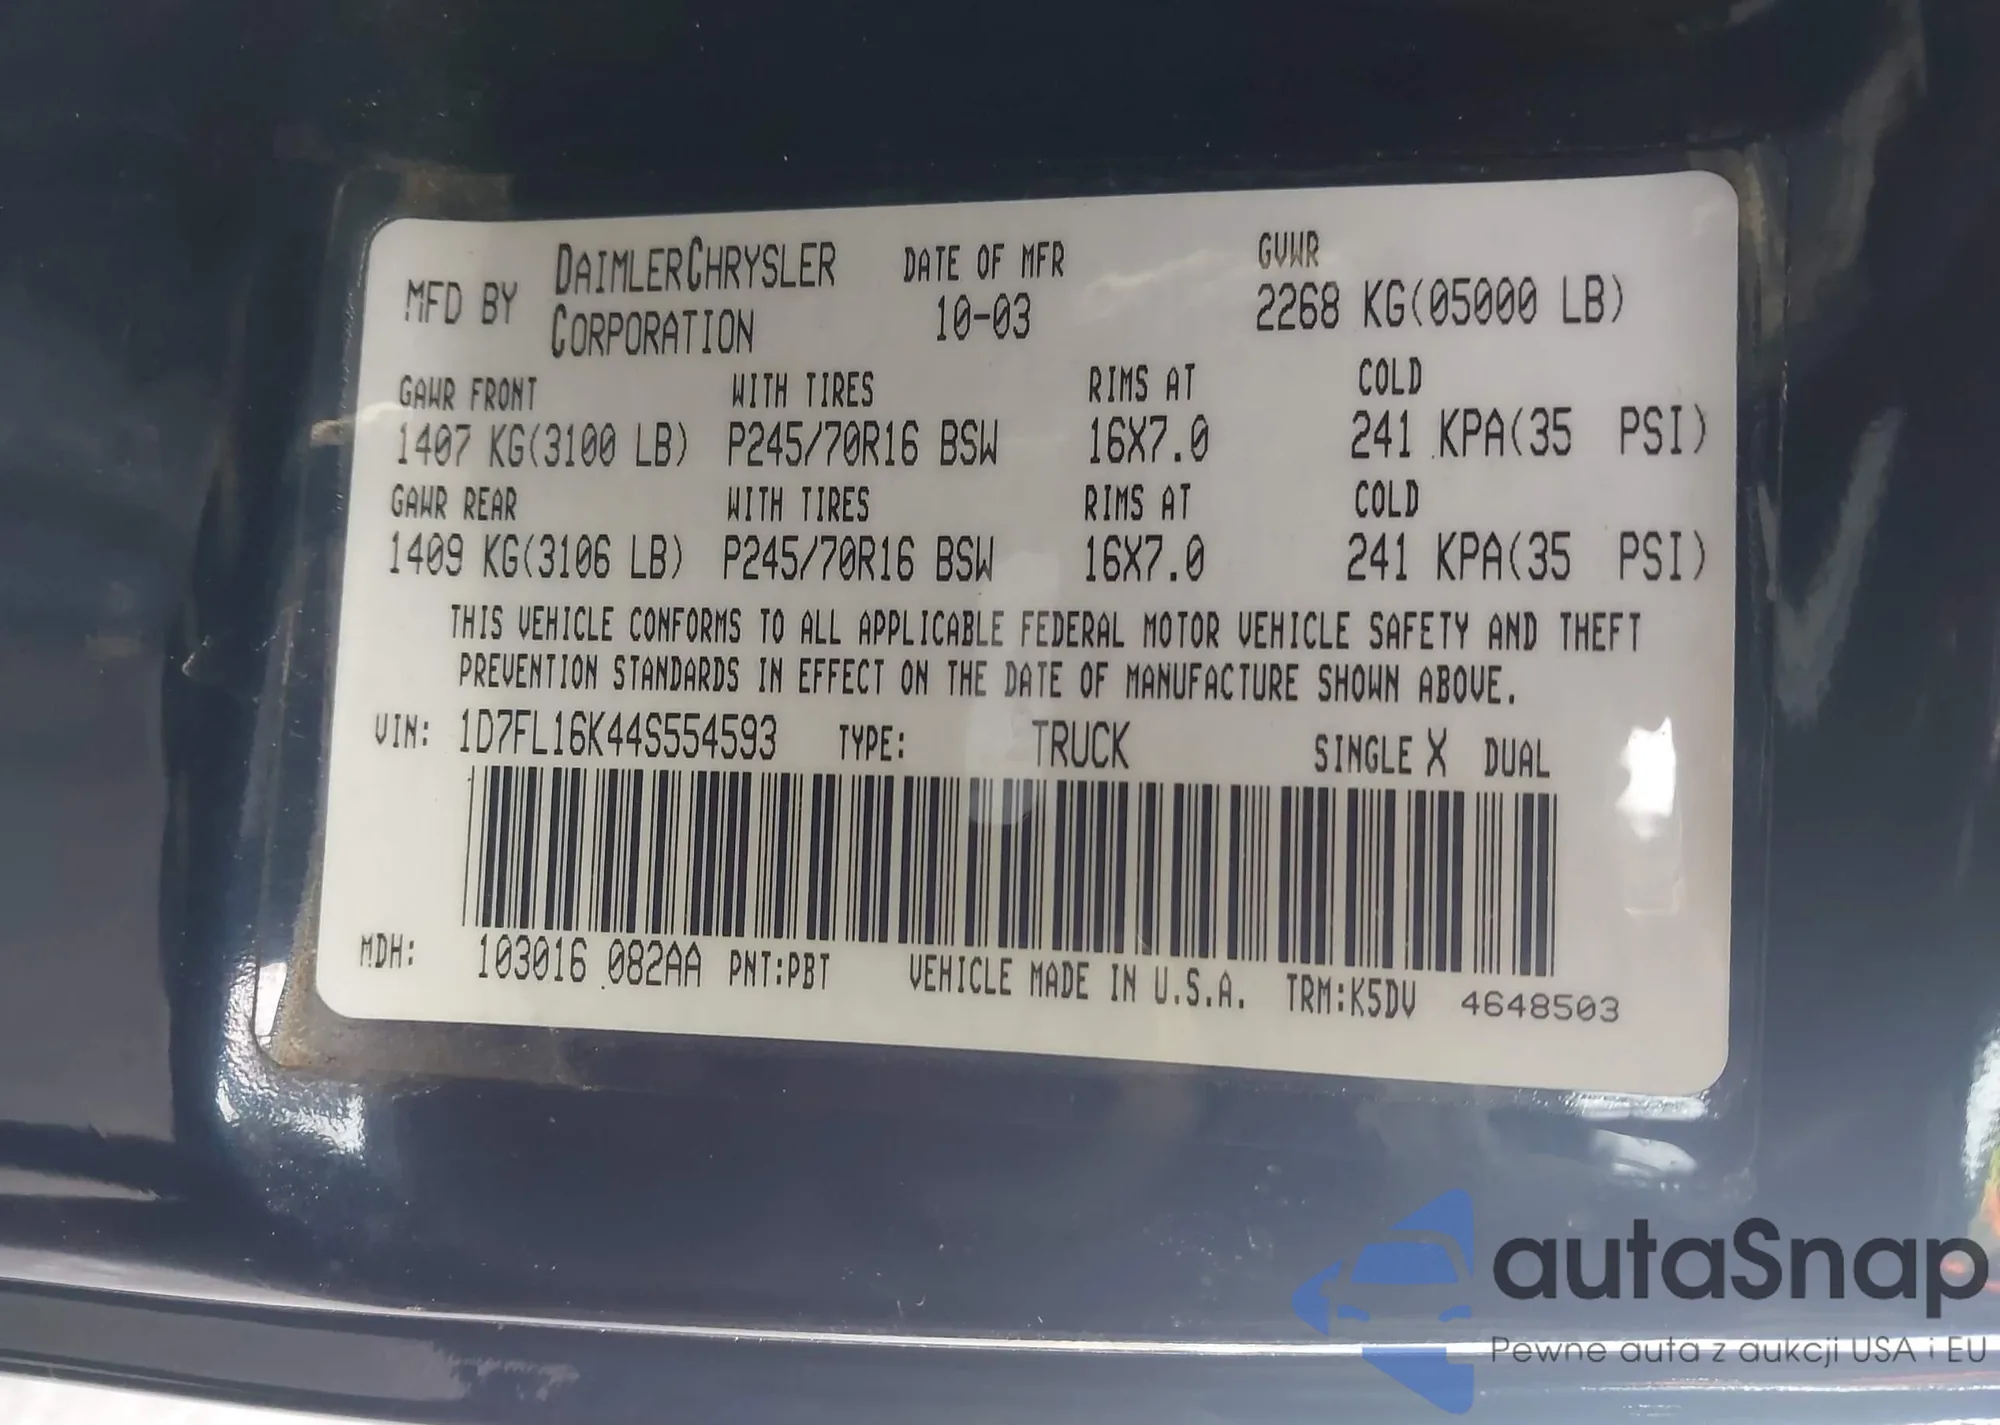 MFD BY DAIMLERCHRYSLER CORPORATION DATE OF MFR 10-03 GVWR 2268 KG(05000 LB)
GAWR FRONT WITH TIRES RIMS AT COLD
1407 KG(3100 LB) P245/70R16 BSW 16X7.0 241 KPA(35 PSI)
GAWR REAR WITH TIRES RIMS AT COLD
1409 KG(3106 LB) P245/70R16 BSW 16X7.0 241 KPA(35 PSI)
THIS VEHICLE CONFORMS TO ALL APPLICABLE FEDERAL MOTOR VEHICLE SAFETY AND THEFT
PREVENTION STANDARDS IN EFFECT ON THE DATE OF MANUFACTURE SHOWN ABOVE.
VIN: 1D7FL16K44S554593 TYPE: TRUCK SINGLE X DUAL
MDH: 103016 082AA PNT:PBT VEHICLE MADE IN U.S.A. TRM:K5DV 4648503
autaSnap
Pewne auta z aukcji USA i EU